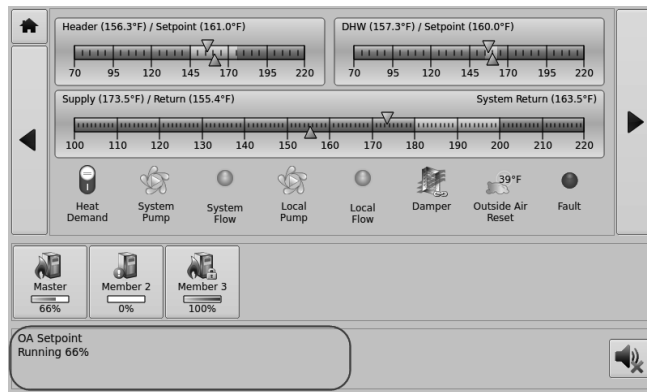 Header (156.3°F) / Setpoint (161.0°F)
70 95 120 145 170 195 220
DHW (157.3°F) / Setpoint (160.0°F)
70 95 120 145 170 195 220
Supply (173.5°F) / Return (155.4°F) System Return (163.5°F)
100 110 120 130 140 150 160 170 180 190 200 210 220
39°F
Heat Demand
System Pump
System Flow
Local Pump
Local Flow
Damper
Outside Air Reset
Fault
Master
66%
Member 2
0%
Member 3
100%
OA Setpoint
Running 66%